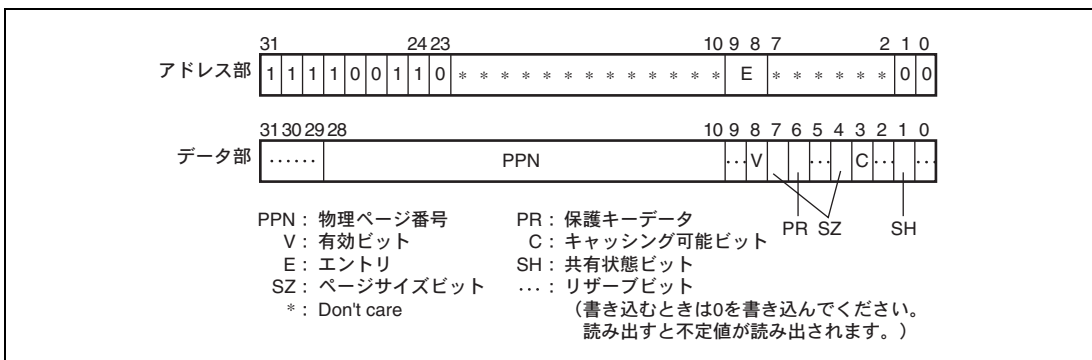 31 24 23 10 9 8 7 2 1 0
アドレス部 1 1 1 1 0 0 1 1 0 * * * * * * * * * * * * * E * * * * * * 0 0
31 30 29 28 10 9 8 7 6 5 4 3 2 1 0
データ部 ...... PPN ... V ... C ... ...
PR SZ SH
PPN : 物理ページ番号 PR : 保護キーデータ
V : 有効ビット C : キャッシング可能ビット
E : エントリ SH : 共有状態ビット
SZ : ページサイズビット ... : リザーブビット
* : Don't care （書き込むときは0を書き込んでください。
読み出すと不定値が読み出されます。）